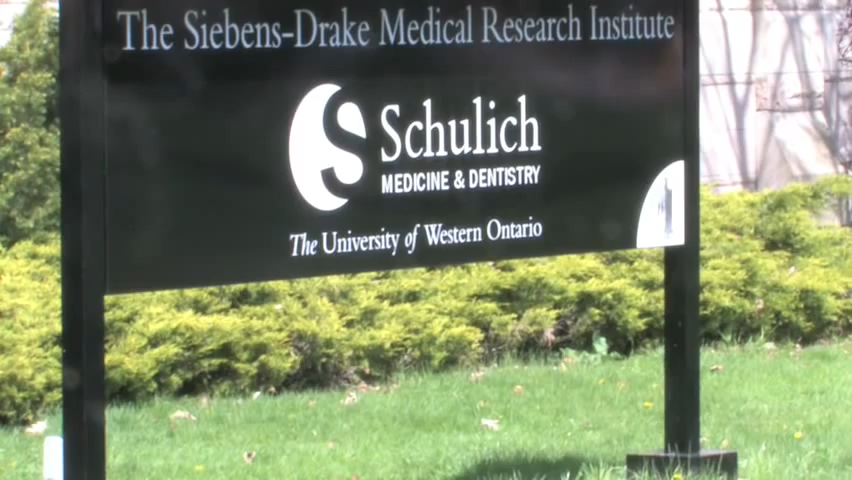 The Siebens-Drake Medical Research Institute
Schulich
MEDICINE & DENTISTRY
The University of Western Ontario